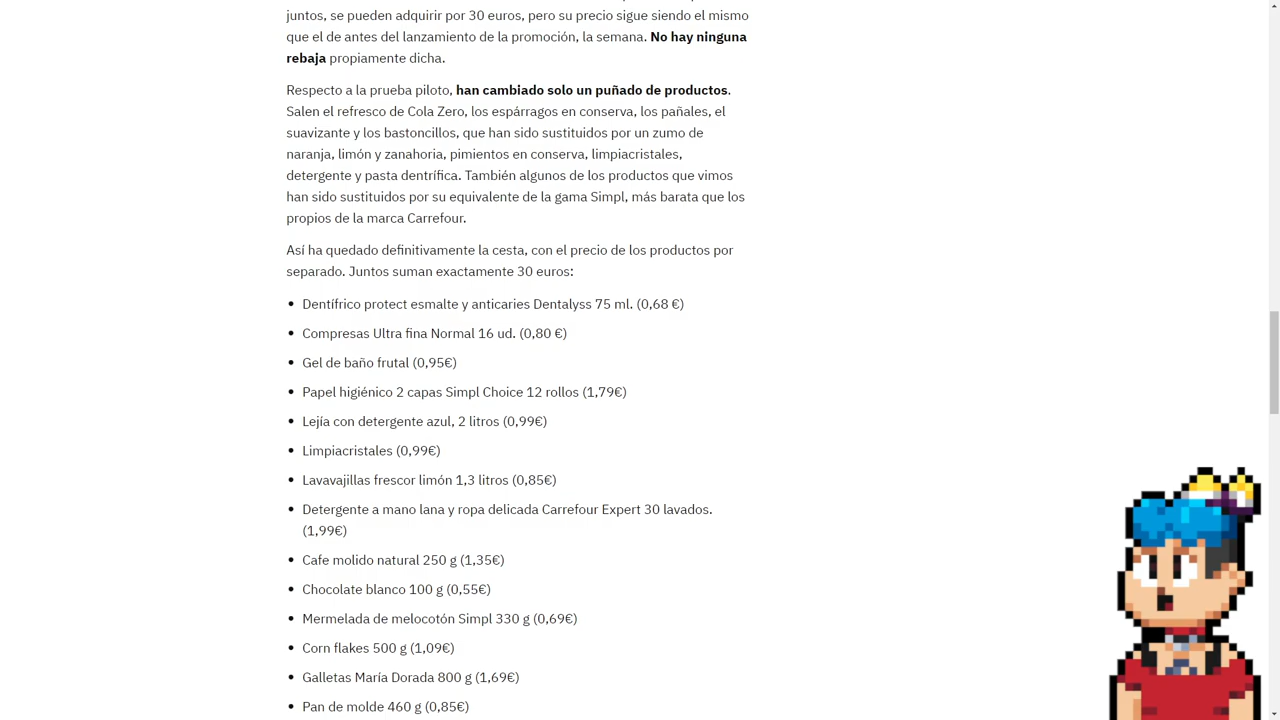 juntos, se pueden adquirir por 30 euros, pero su precio sigue siendo el mismo
que el de antes del lanzamiento de la promoción, la semana. No hay ninguna
rebaja propiamente dicha.
Respecto a la prueba piloto, han cambiado solo un puñado de productos.
Salen el refresco de Cola Zero, los espárragos en conserva, los pañales, el
suavizante y los bastoncillos, que han sido sustituidos por un zumo de
naranja, limón y zanahoria, pimientos en conserva, limpiacristales,
detergente y pasta dentrífica. También algunos de los productos que vimos
han sido sustituidos por su equivalente de la gama Simpl, más barata que los
propios de la marca Carrefour.
Así ha quedado definitivamente la cesta, con el precio de los productos por
separado. Juntos suman exactamente 30 euros:
• Dentífrico protect esmalte y anticaries Dentalyss 75 ml. (0,68 €)
• Compresas Ultra fina Normal 16 ud. (0,80 €)
• Gel de baño frutal (0,95€)
• Papel higiénico 2 capas Simpl Choice 12 rollos (1,79€)
• Lejía con detergente azul, 2 litros (0,99€)
• Limpiacristales (0,99€)
• Lavavajillas frescor limón 1,3 litros (0,85€)
• Detergente a mano lana y ropa delicada Carrefour Expert 30 lavados.
(1,99€)
• Cafe molido natural 250 g (1,35€)
• Chocolate blanco 100 g (0,55€)
• Mermelada de melocotón Simpl 330 g (0,69€)
• Corn flakes 500 g (1,09€)
• Galletas María Dorada 800 g (1,69€)
• Pan de molde 460 g (0,85€)